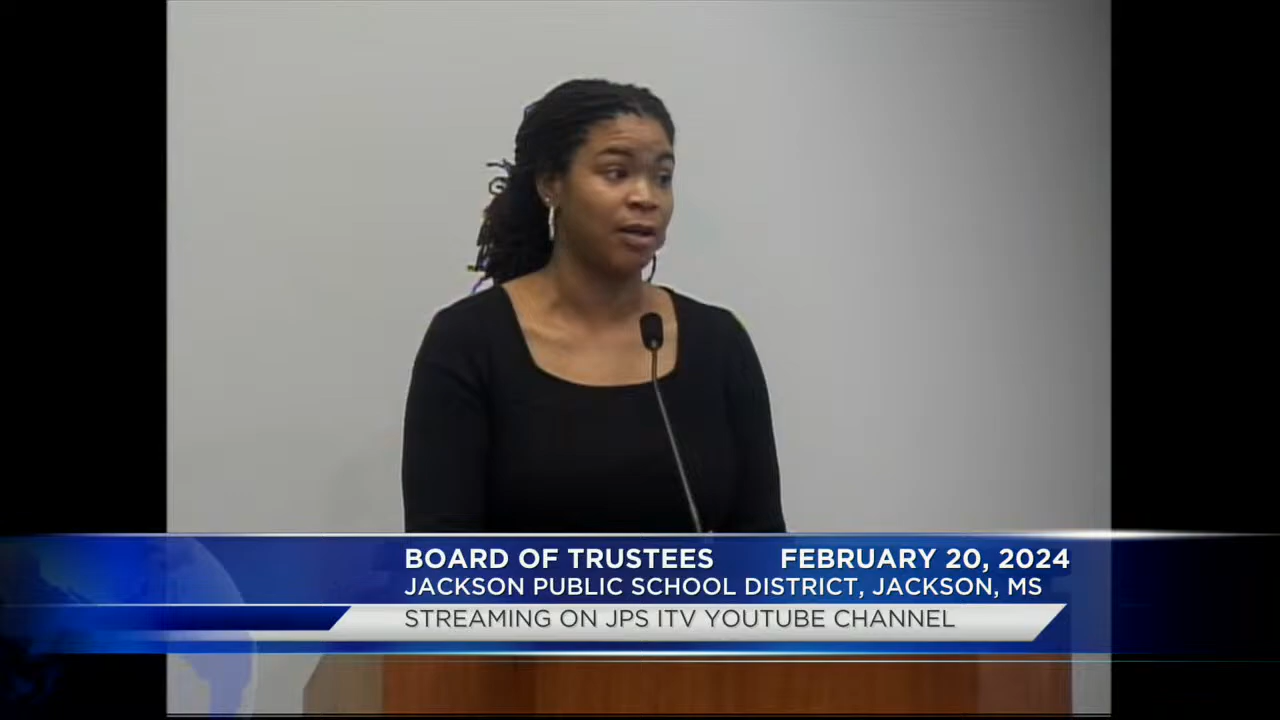 BOARD OF TRUSTEES FEBRUARY 20, 2024
JACKSON PUBLIC SCHOOL DISTRICT, JACKSON, MS
STREAMING ON JPS ITV YOUTUBE CHANNEL